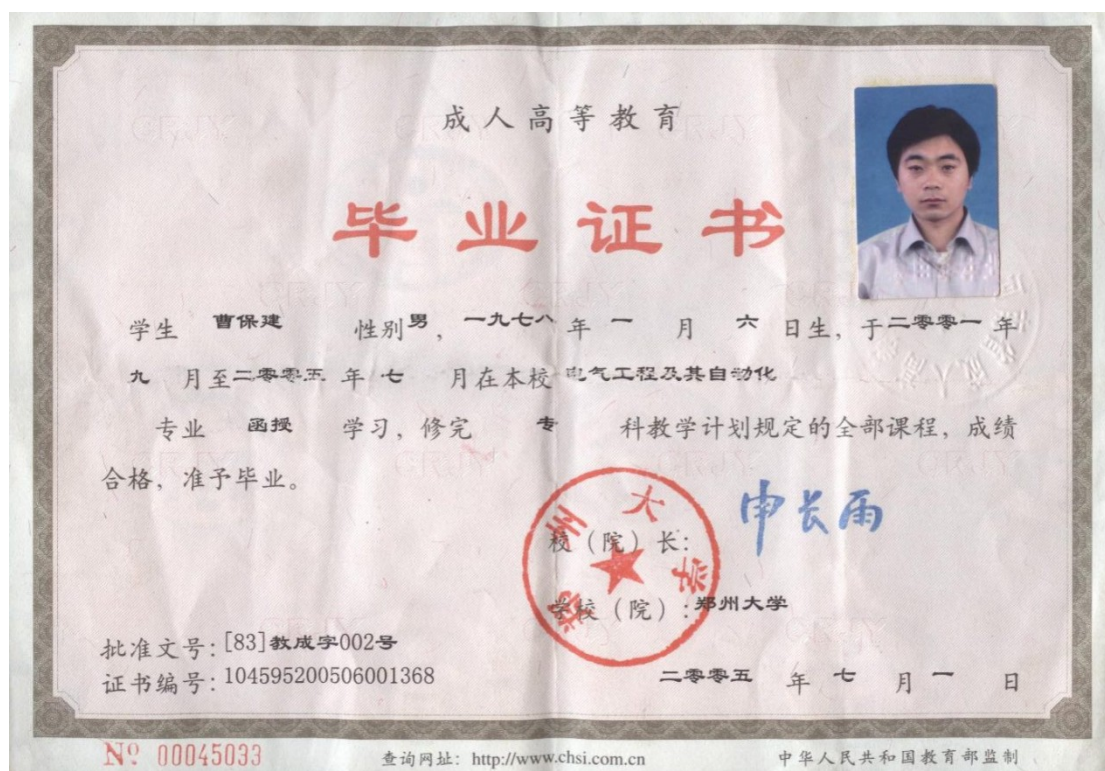 成人高等教育
毕业证书
学生 曹保建 性别男，一九七八 年 一 月 六 日生，于二零零一 年
九 月至二零零五 年 七 月在本校 电气工程及其自动化
专业 函授 学习，修完 专 科教学计划规定的全部课程，成绩
合格，准予毕业。
郑州大学
校（院）长：申长雨
学校（院）：郑州大学
批准文号：[83]教成字002号
证书编号：104595200506001368
二零零五 年 七 月 一 日
Nº 00045033
查询网址：http://www.chsi.com.cn
中华人民共和国教育部监制